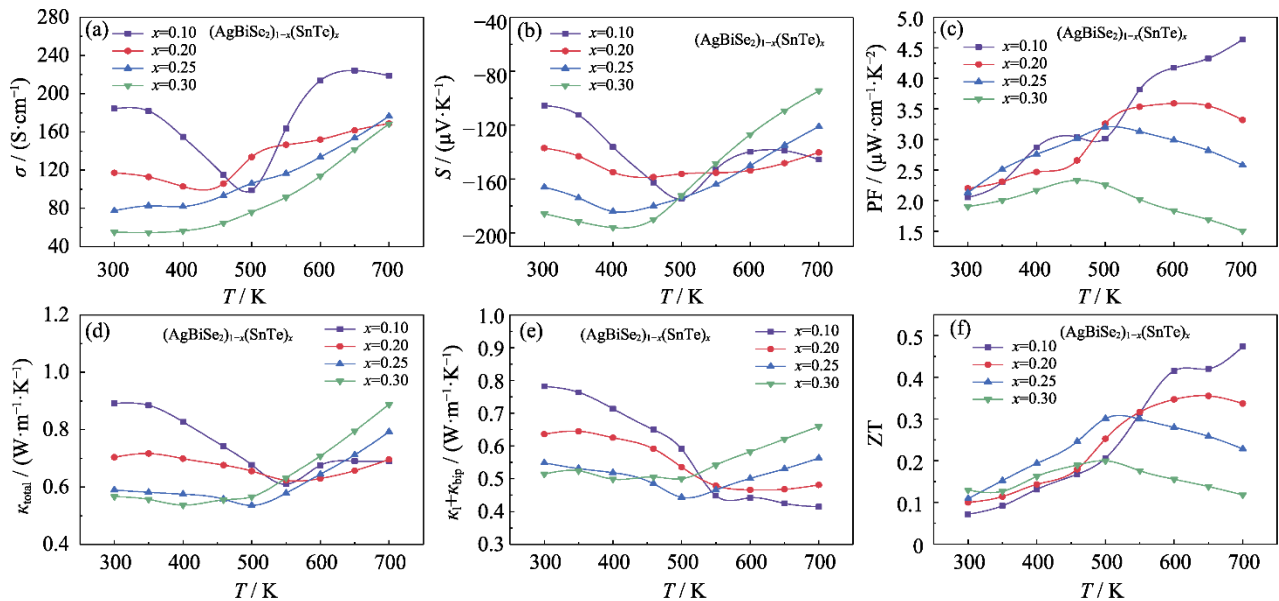 (a)
(AgBiSe₂)₁₋ₓ(SnTe)ₓ
x=0.10
x=0.20
x=0.25
x=0.30
σ / (S·cm⁻¹)
260
220
180
140
100
60
40
300 400 500 600 700
T / K
(b)
(AgBiSe₂)₁₋ₓ(SnTe)ₓ
x=0.10
x=0.20
x=0.25
x=0.30
S / (μV·K⁻¹)
−40
−80
−120
−160
−200
300 400 500 600 700
T / K
(c)
(AgBiSe₂)₁₋ₓ(SnTe)ₓ
x=0.10
x=0.20
x=0.25
x=0.30
PF / (μW·cm⁻¹·K⁻²)
5.0
4.5
4.0
3.5
3.0
2.5
2.0
1.5
300 400 500 600 700
T / K
(d)
(AgBiSe₂)₁₋ₓ(SnTe)ₓ
x=0.10
x=0.20
x=0.25
x=0.30
κtotal / (W·m⁻¹·K⁻¹)
1.2
1.0
0.8
0.6
0.4
300 400 500 600 700
T / K
(e)
(AgBiSe₂)₁₋ₓ(SnTe)ₓ
x=0.10
x=0.20
x=0.25
x=0.30
κl+κbip / (W·m⁻¹·K⁻¹)
1.0
0.9
0.8
0.7
0.6
0.5
0.4
0.3
300 400 500 600 700
T / K
(f)
(AgBiSe₂)₁₋ₓ(SnTe)ₓ
x=0.10
x=0.20
x=0.25
x=0.30
ZT
0.5
0.4
0.3
0.2
0.1
0
300 400 500 600 700
T / K